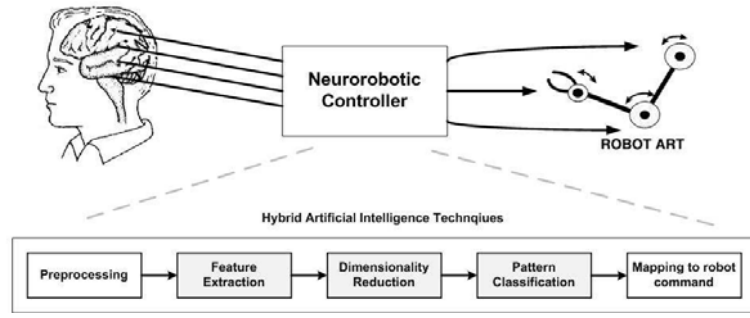 Neurorobotic
Controller
ROBOT ART
Hybrid Artificial Intelligence Technqiues
Preprocessing
Feature
Extraction
Dimensionality
Reduction
Pattern
Classification
Mapping to robot
command